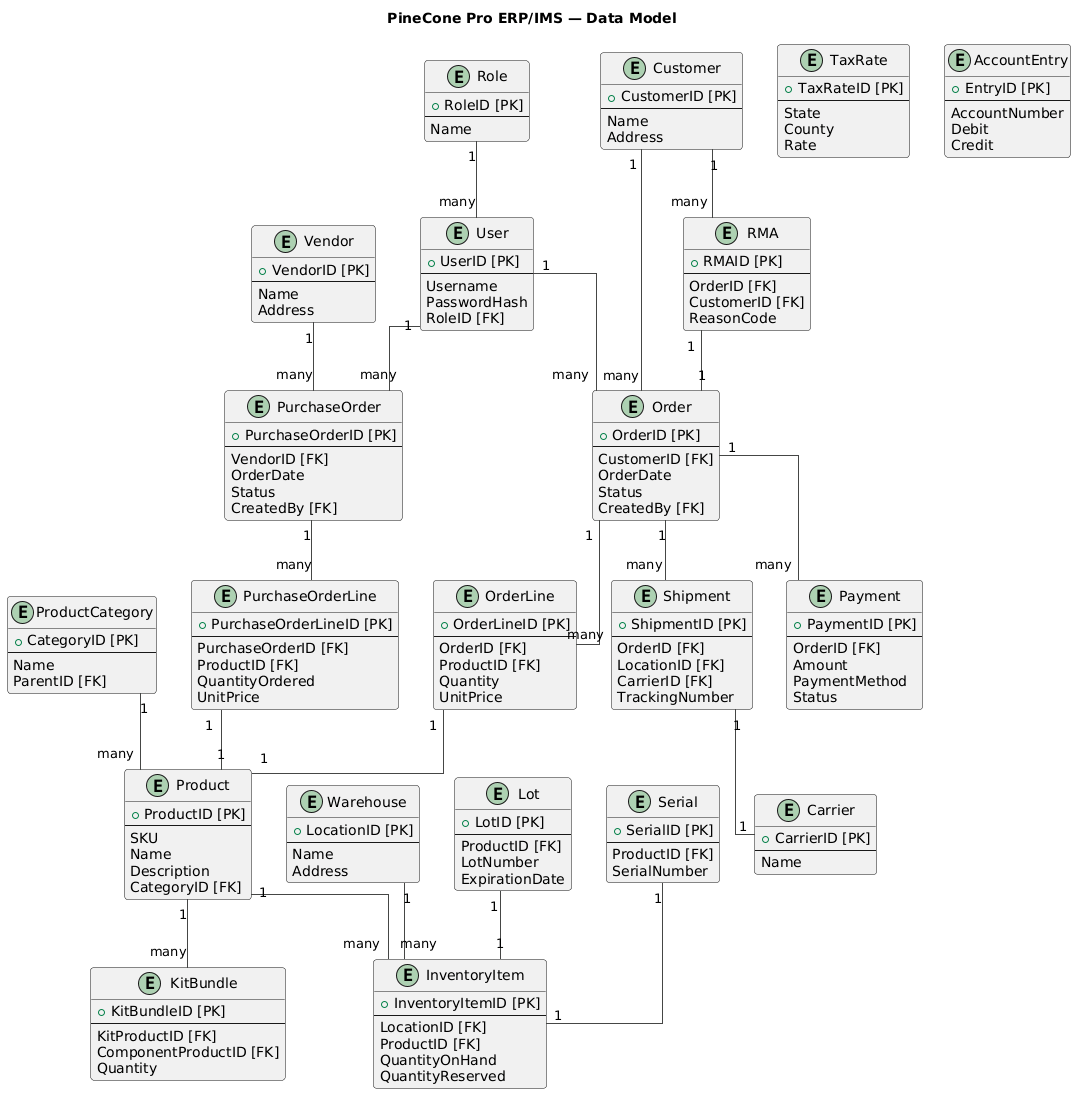 PineCone Pro ERP/IMS — Data Model
E Role
RoleID [PK]
Name
E Customer
CustomerID [PK]
Name
Address
E TaxRate
TaxRateID [PK]
State
County
Rate
E AccountEntry
EntryID [PK]
AccountNumber
Debit
Credit
1
many
1
many
1
many
E Vendor
VendorID [PK]
Name
Address
E User
UserID [PK]
Username
PasswordHash
RoleID [FK]
E RMA
RMAID [PK]
OrderID [FK]
CustomerID [FK]
ReasonCode
1
many
1
many
1
many
1
1
E PurchaseOrder
PurchaseOrderID [PK]
VendorID [FK]
OrderDate
Status
CreatedBy [FK]
E Order
OrderID [PK]
CustomerID [FK]
OrderDate
Status
CreatedBy [FK]
1
many
1
many
1
many
1
many
E ProductCategory
CategoryID [PK]
Name
ParentID [FK]
E PurchaseOrderLine
PurchaseOrderLineID [PK]
PurchaseOrderID [FK]
ProductID [FK]
QuantityOrdered
UnitPrice
E OrderLine
OrderLineID [PK]
OrderID [FK]
ProductID [FK]
Quantity
UnitPrice
E Shipment
ShipmentID [PK]
OrderID [FK]
LocationID [FK]
CarrierID [FK]
TrackingNumber
E Payment
PaymentID [PK]
OrderID [FK]
Amount
PaymentMethod
Status
1
many
1
1
1
1
1
1
E Product
ProductID [PK]
SKU
Name
Description
CategoryID [FK]
E Warehouse
LocationID [PK]
Name
Address
E Lot
LotID [PK]
ProductID [FK]
LotNumber
ExpirationDate
E Serial
SerialID [PK]
ProductID [FK]
SerialNumber
E Carrier
CarrierID [PK]
Name
1
many
1
many
1
many
1
1
1
1
E KitBundle
KitBundleID [PK]
KitProductID [FK]
ComponentProductID [FK]
Quantity
E InventoryItem
InventoryItemID [PK]
LocationID [FK]
ProductID [FK]
QuantityOnHand
QuantityReserved